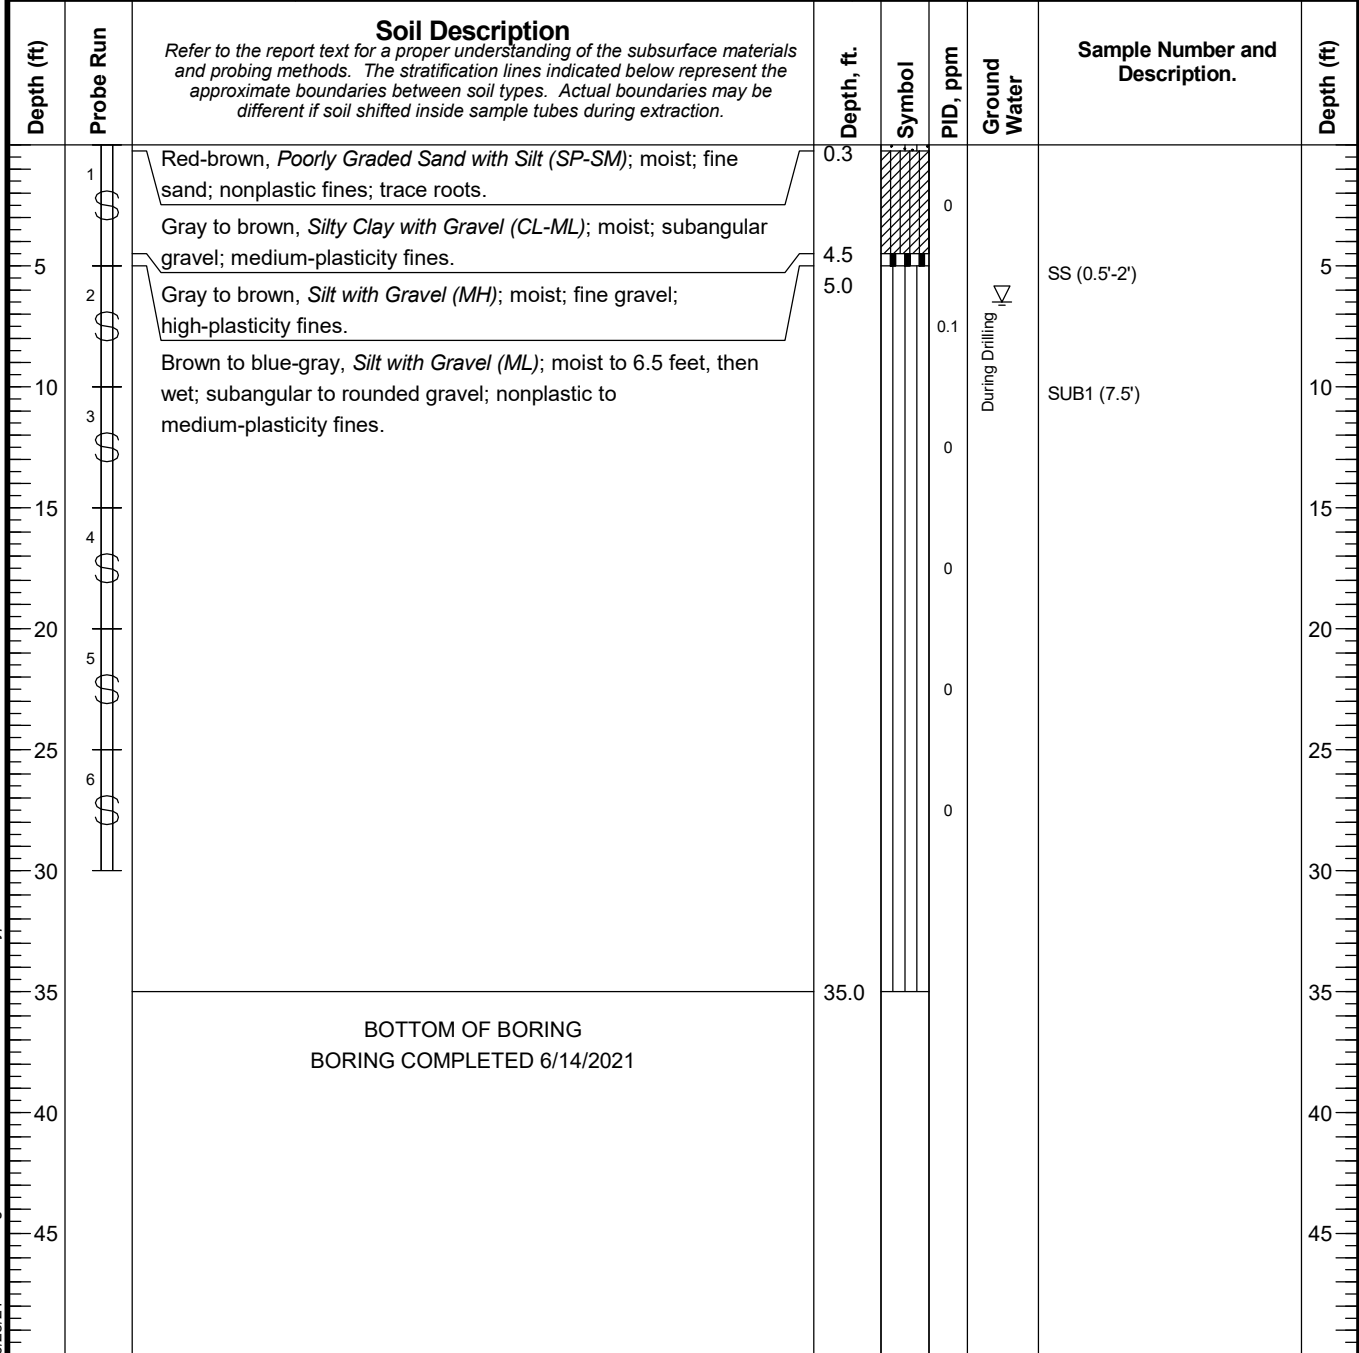 Depth (ft)
Probe Run
Soil Description
Refer to the report text for a proper understanding of the subsurface materials
and probing methods. The stratification lines indicated below represent the
approximate boundaries between soil types. Actual boundaries may be
different if soil shifted inside sample tubes during extraction.
Depth, ft.
Symbol
PID, ppm
Ground
Water
Sample Number and
Description.
Depth (ft)
Red-brown, Poorly Graded Sand with Silt (SP-SM); moist; fine
sand; nonplastic fines; trace roots.
0.3
1
0
Gray to brown, Silty Clay with Gravel (CL-ML); moist; subangular
gravel; medium-plasticity fines.
4.5
5
5.0
SS (0.5'-2')
5
2
Gray to brown, Silt with Gravel (MH); moist; fine gravel;
high-plasticity fines.
0.1
During Drilling
Brown to blue-gray, Silt with Gravel (ML); moist to 6.5 feet, then
wet; subangular to rounded gravel; nonplastic to
medium-plasticity fines.
10
SUB1 (7.5')
10
3
0
15
15
4
0
20
20
5
0
25
25
6
0
30
30
35
35.0
35
BOTTOM OF BORING
BORING COMPLETED 6/14/2021
40
40
45
45